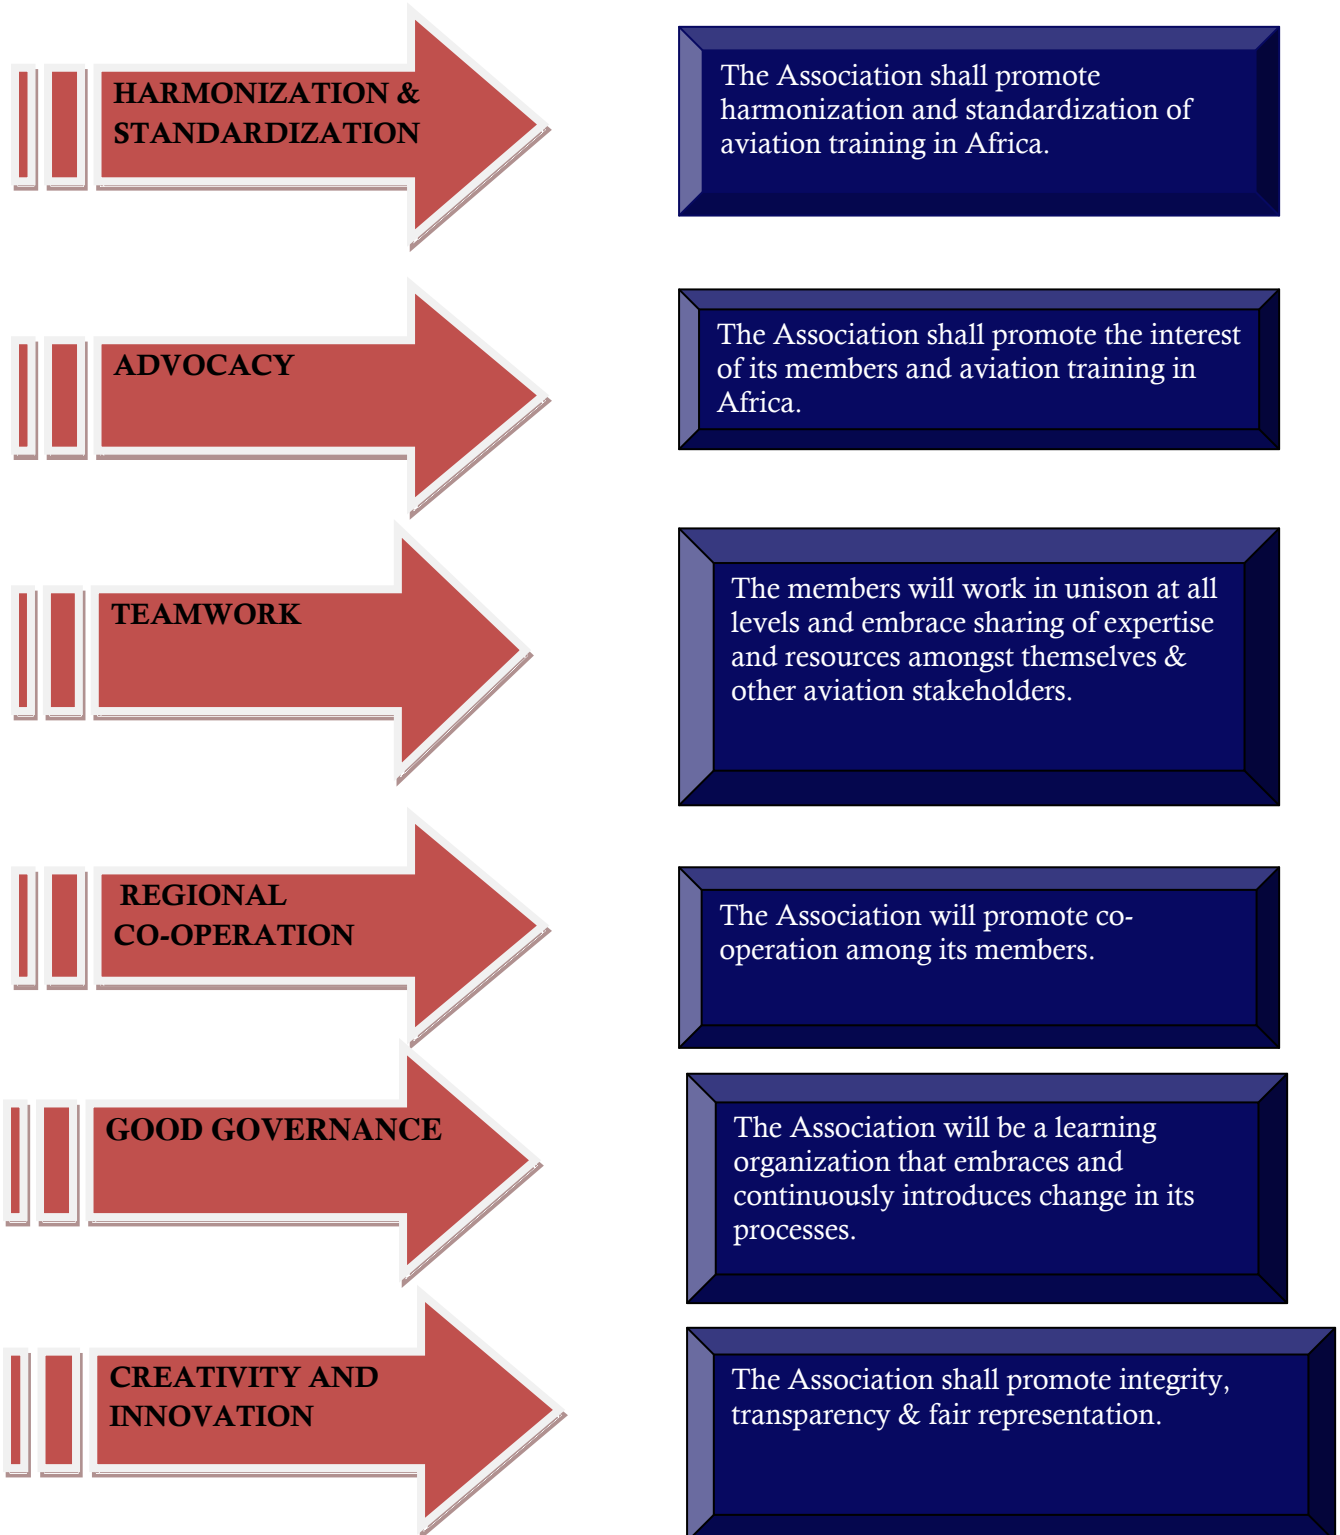 HARMONIZATION &
STANDARDIZATION
The Association shall promote
harmonization and standardization of
aviation training in Africa.
ADVOCACY
The Association shall promote the interest
of its members and aviation training in
Africa.
TEAMWORK
The members will work in unison at all
levels and embrace sharing of expertise
and resources amongst themselves &
other aviation stakeholders.
REGIONAL
CO-OPERATION
The Association will promote co-
operation among its members.
GOOD GOVERNANCE
The Association will be a learning
organization that embraces and
continuously introduces change in its
processes.
CREATIVITY AND
INNOVATION
The Association shall promote integrity,
transparency & fair representation.